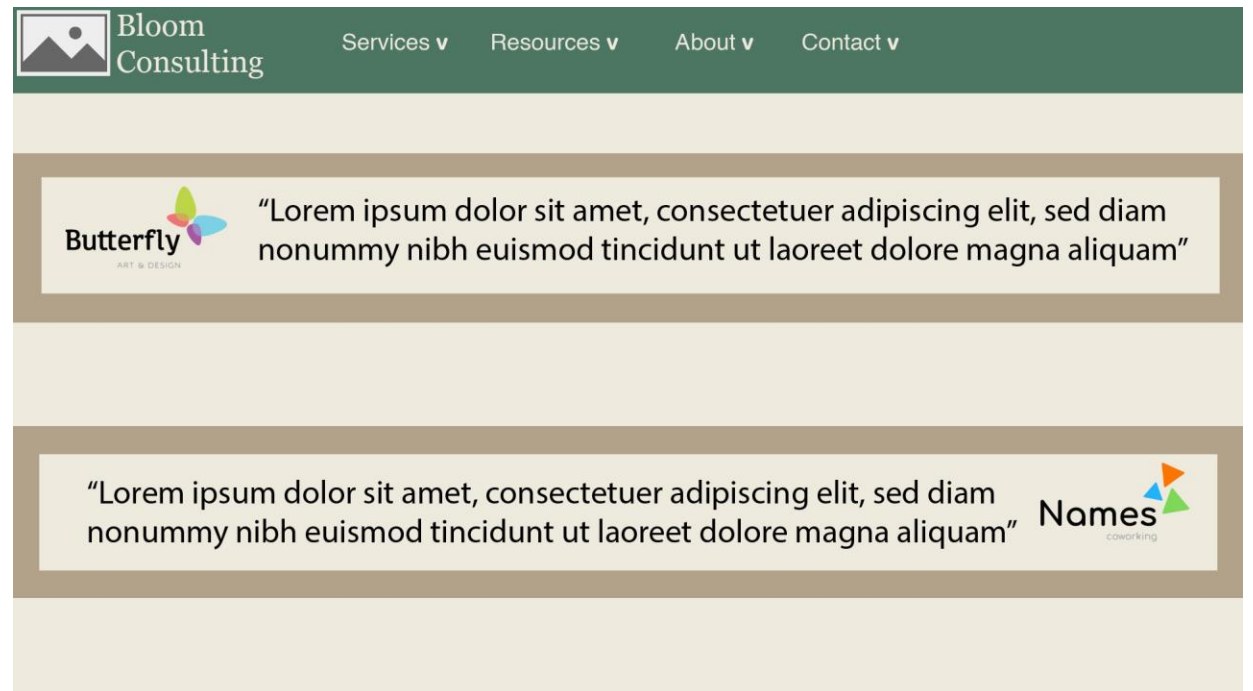 Bloom
Consulting
Services v Resources v About v Contact v
“Lorem ipsum dolor sit amet, consectetuer adipiscing elit, sed diam
nonummy nibh euismod tincidunt ut laoreet dolore magna aliquam”
Butterfly
ART & DESIGN
“Lorem ipsum dolor sit amet, consectetuer adipiscing elit, sed diam
nonummy nibh euismod tincidunt ut laoreet dolore magna aliquam”
Names
coworking